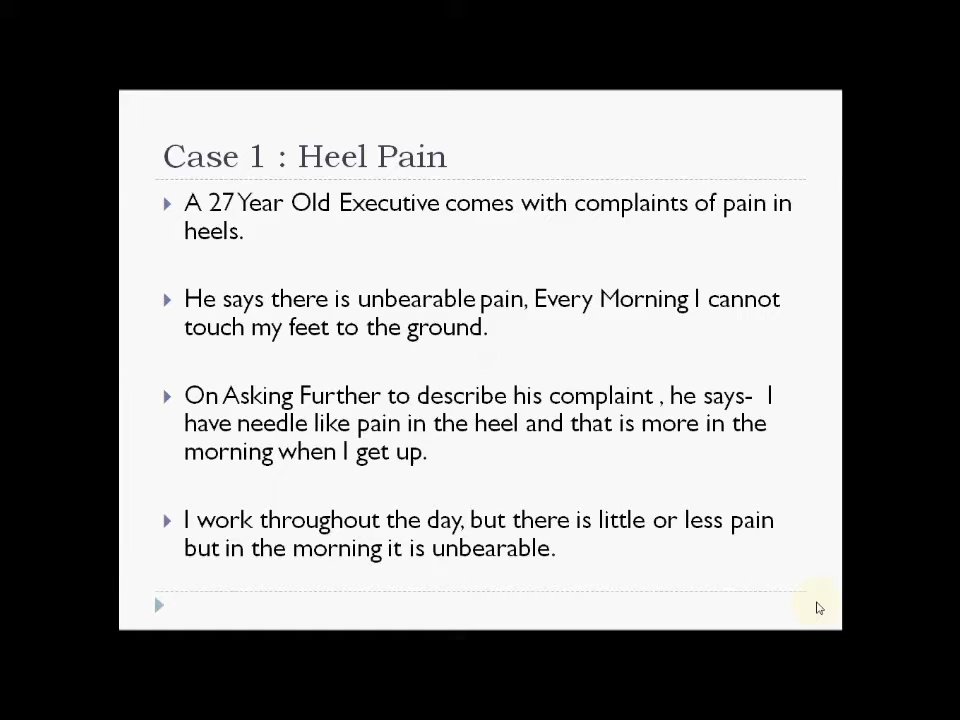 Case 1 : Heel Pain
A 27 Year Old Executive comes with complaints of pain in
heels.
He says there is unbearable pain, Every Morning I cannot
touch my feet to the ground.
On Asking Further to describe his complaint , he says- I
have needle like pain in the heel and that is more in the
morning when I get up.
I work throughout the day, but there is little or less pain
but in the morning it is unbearable.